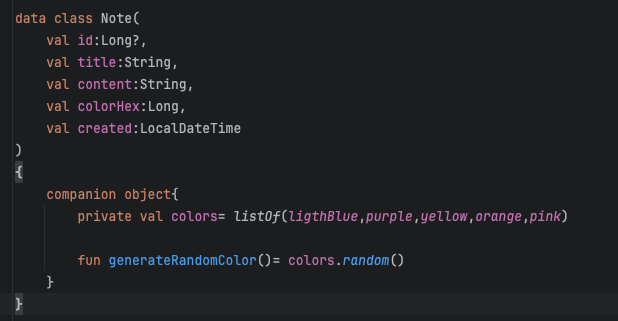 data class Note(
    val id:Long?,
    val title:String,
    val content:String,
    val colorHex:Long,
    val created:LocalDateTime
)
{
    companion object{
        private val colors= listOf(ligthBlue,purple,yellow,orange,pink)
        fun generateRandomColor()= colors.random()
    }
}